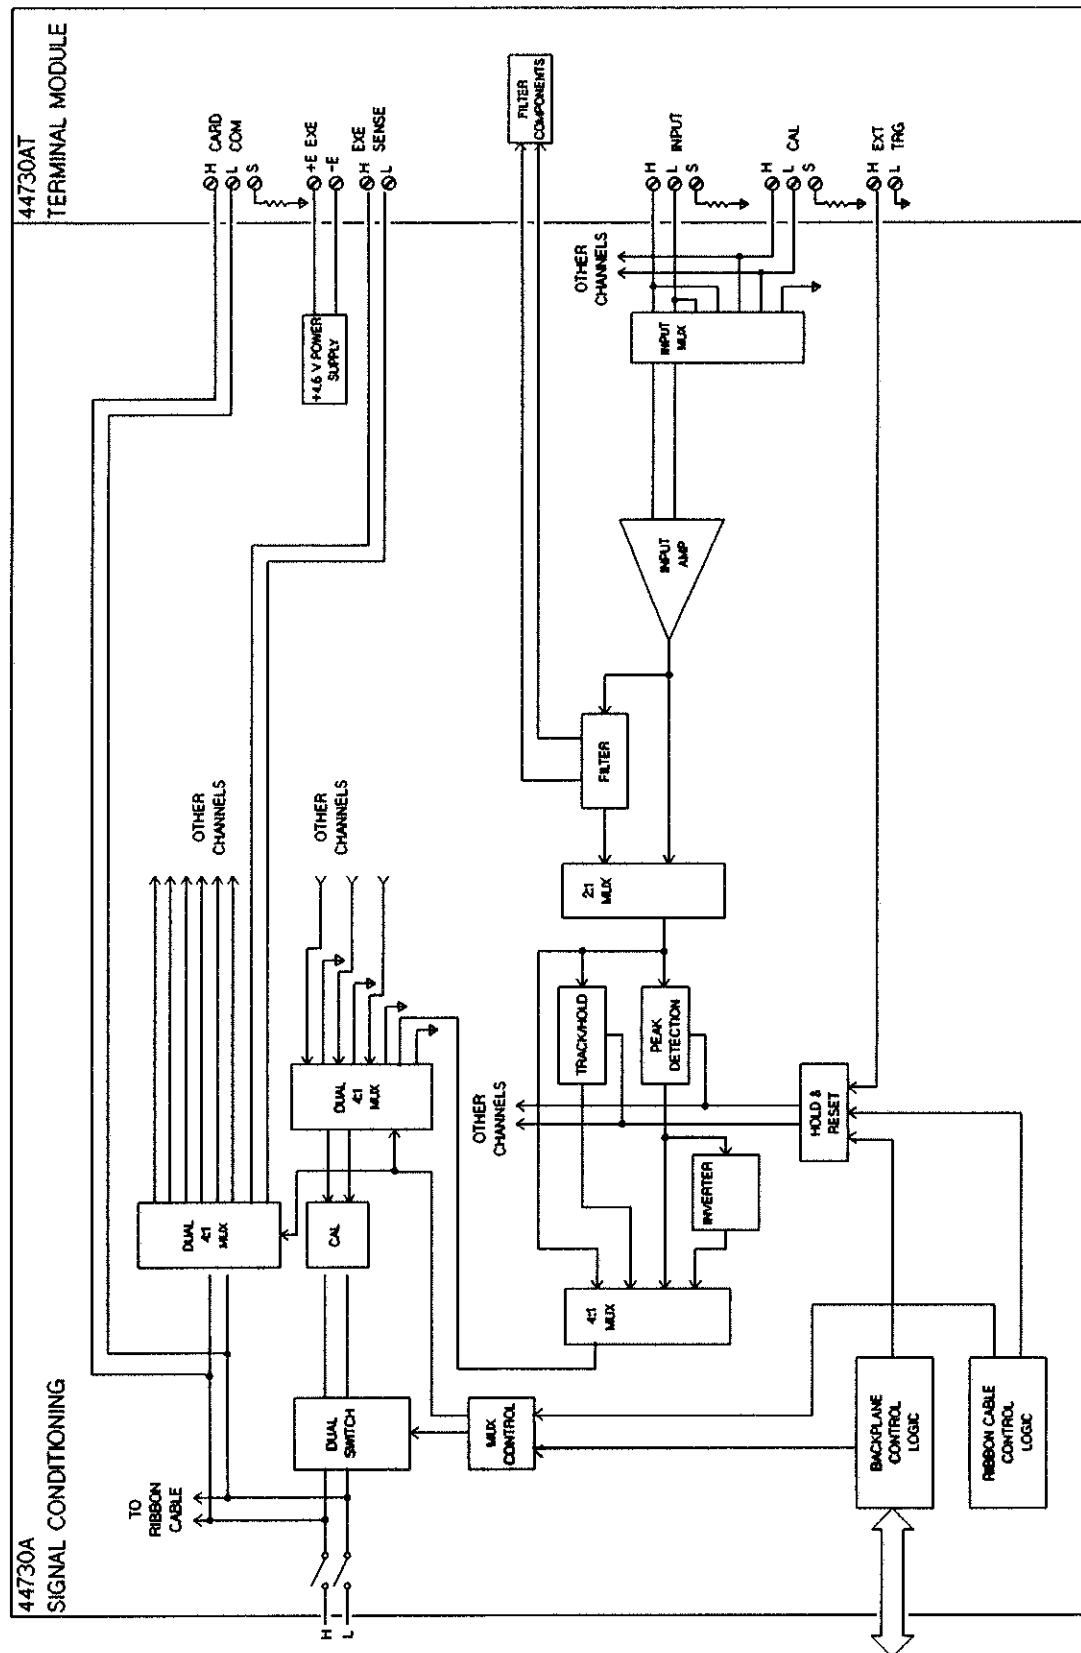 44730A
SIGNAL CONDITIONING
44730AT
TERMINAL MODULE
TO
RIBBON
CABLE
H
L
DUAL
SWITCH
DUAL
4:1
MUX
CAL
DUAL
4:1
MUX
OTHER
CHANNELS
OTHER
CHANNELS
+4.6 V POWER
SUPPLY
H
L
S
CARD
COM
+E
-E
EXE
H
L
EXE
SENSE
MUX
CONTROL
4:1
MUX
INVERTER
TRACK/HOLD
PEAK
DETECTION
OTHER
CHANNELS
2:1
MUX
FILTER
INPUT
AMP
INPUT
MUX
OTHER
CHANNELS
FILTER
COMPONENTS
H
L
S
INPUT
H
L
S
CAL
H
L
EXT
TRG
HOLD &
RESET
BACKPLANE
CONTROL
LOGIC
RIBBON CABLE
CONTROL
LOGIC